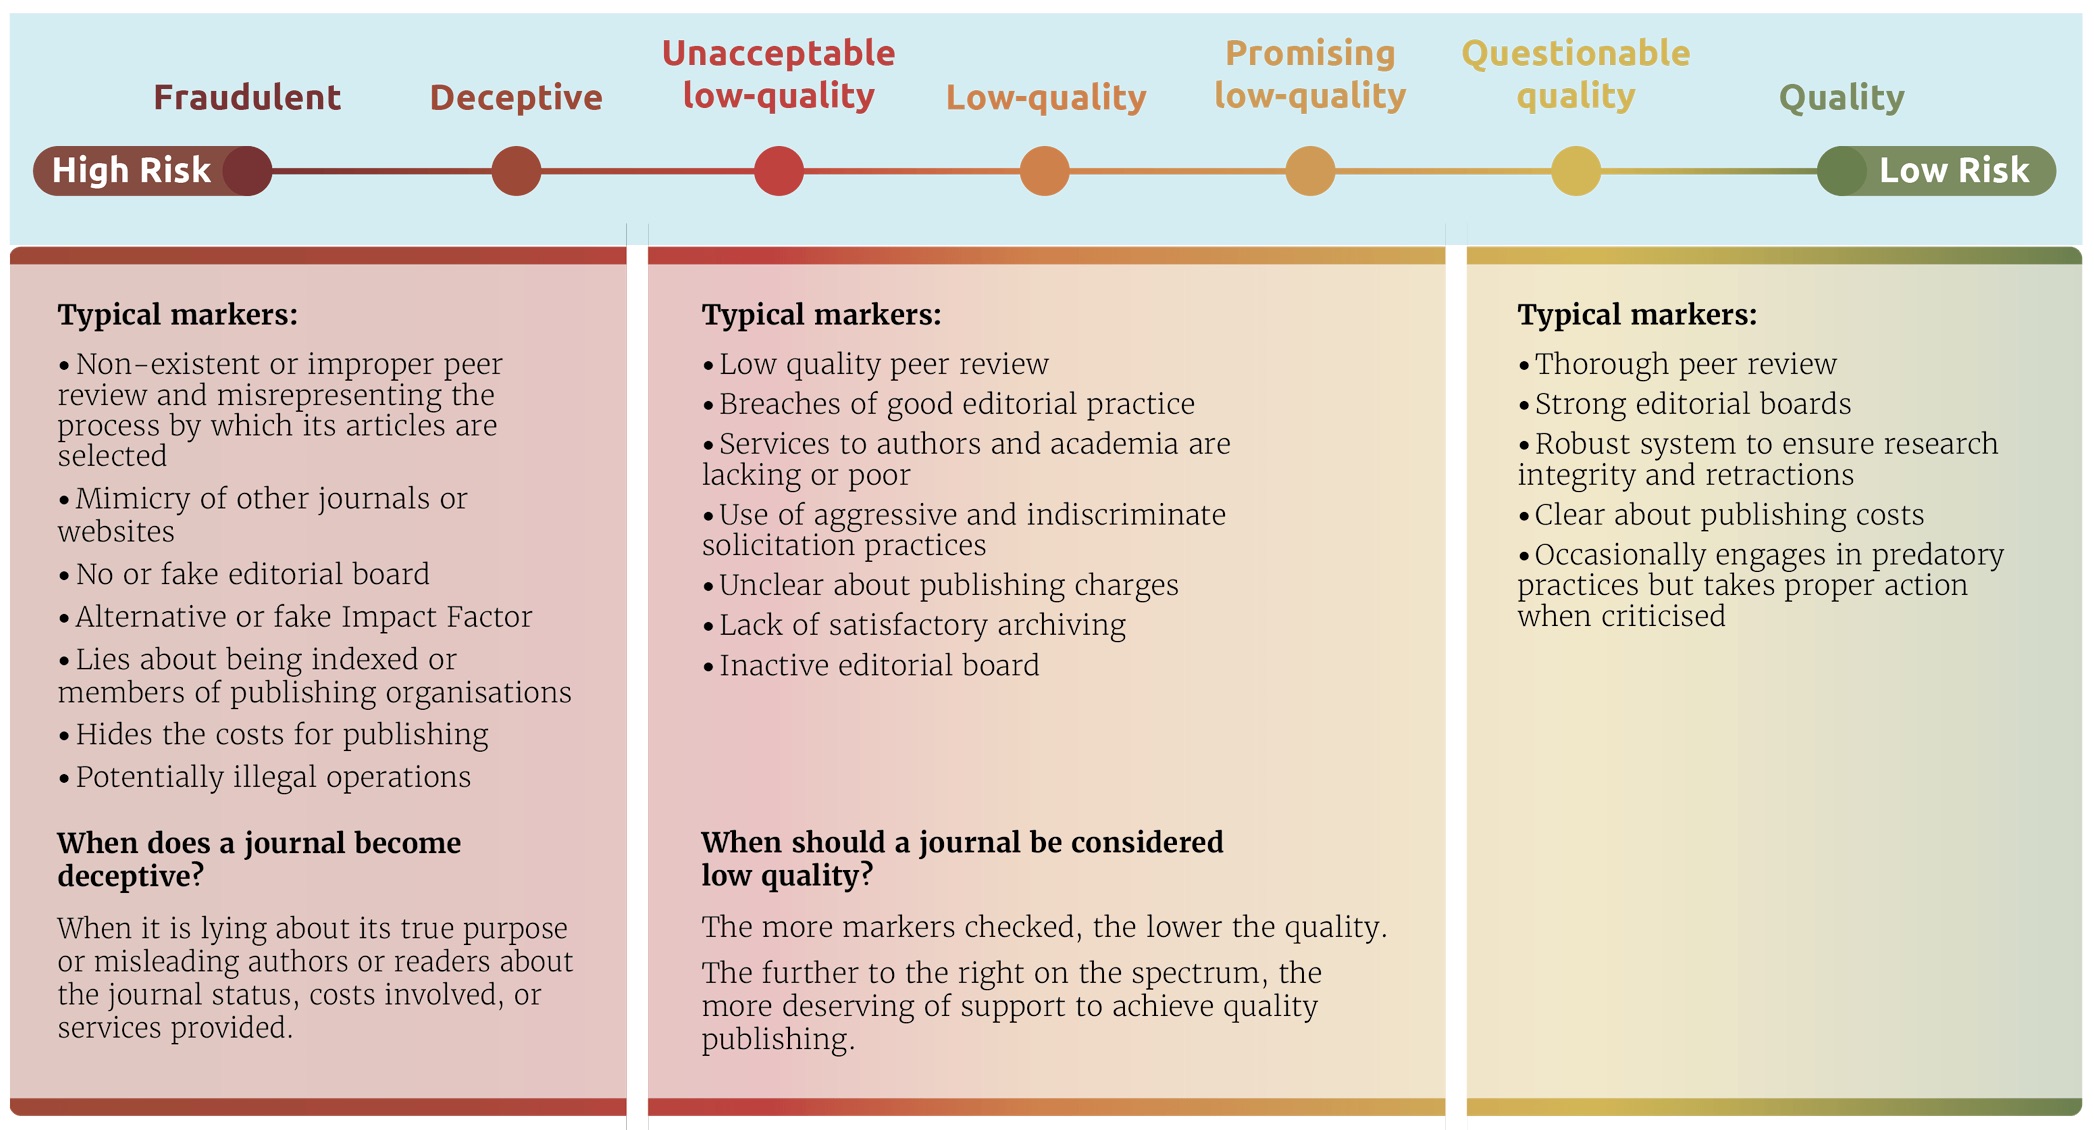 Unacceptable
low-quality
Promising
low-quality
Questionable
quality
Fraudulent
Deceptive
Low-quality
Quality
High Risk
Low Risk
Typical markers:
• Non-existent or improper peer
review and misrepresenting the
process by which its articles are
selected
• Mimicry of other journals or
websites
• No or fake editorial board
• Alternative or fake Impact Factor
• Lies about being indexed or
members of publishing organisations
• Hides the costs for publishing
• Potentially illegal operations
When does a journal become
deceptive?
When it is lying about its true purpose
or misleading authors or readers about
the journal status, costs involved, or
services provided.
Typical markers:
• Low quality peer review
• Breaches of good editorial practice
• Services to authors and academia are
lacking or poor
• Use of aggressive and indiscriminate
solicitation practices
• Unclear about publishing charges
• Lack of satisfactory archiving
• Inactive editorial board
When should a journal be considered
low quality?
The more markers checked, the lower the quality.
The further to the right on the spectrum, the
more deserving of support to achieve quality
publishing.
Typical markers:
• Thorough peer review
• Strong editorial boards
• Robust system to ensure research
integrity and retractions
• Clear about publishing costs
• Occasionally engages in predatory
practices but takes proper action
when criticised